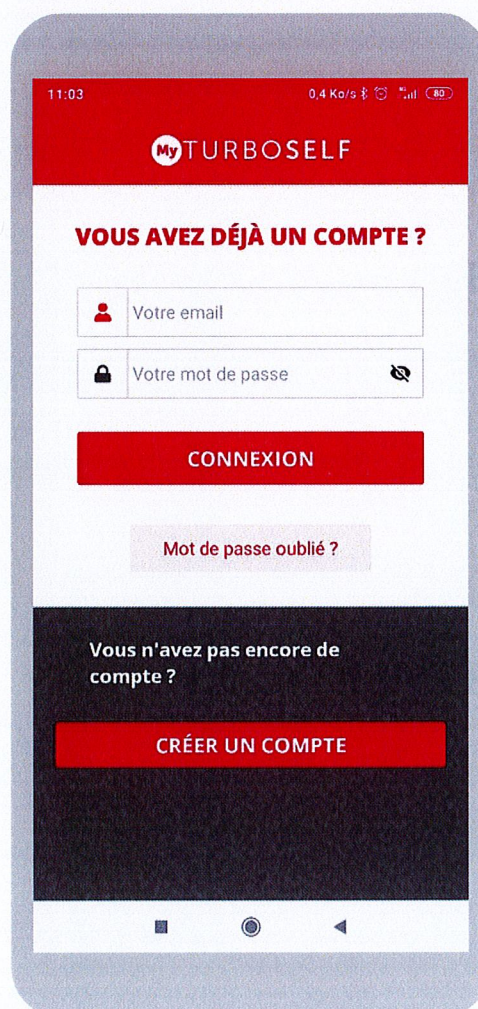 11:03 0,4 Ko/s 80
My TURBOSELF
VOUS AVEZ DÉJÀ UN COMPTE ?
Votre email
Votre mot de passe
CONNEXION
Mot de passe oublié ?
Vous n'avez pas encore de
compte ?
CRÉER UN COMPTE